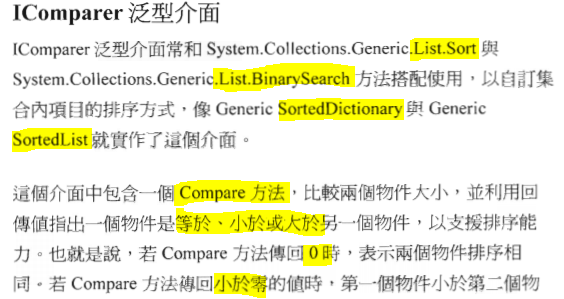 IComparer 泛型介面
IComparer 泛型介面常和 System.Collections.Generic.List.Sort 與
System.Collections.Generic.List.BinarySearch 方法搭配使用，以自訂集
合內項目的排序方式，像 Generic SortedDictionary 與 Generic
SortedList 就實作了這個介面。
這個介面中包含一個 Compare 方法，比較兩個物件大小，並利用回
傳值指出一個物件是等於、小於或大於另一個物件，以支援排序能
力。也就是說，若 Compare 方法傳回 0 時，表示兩個物件排序相
同。若 Compare 方法傳回小於零的值時，第一個物件小於第二個物